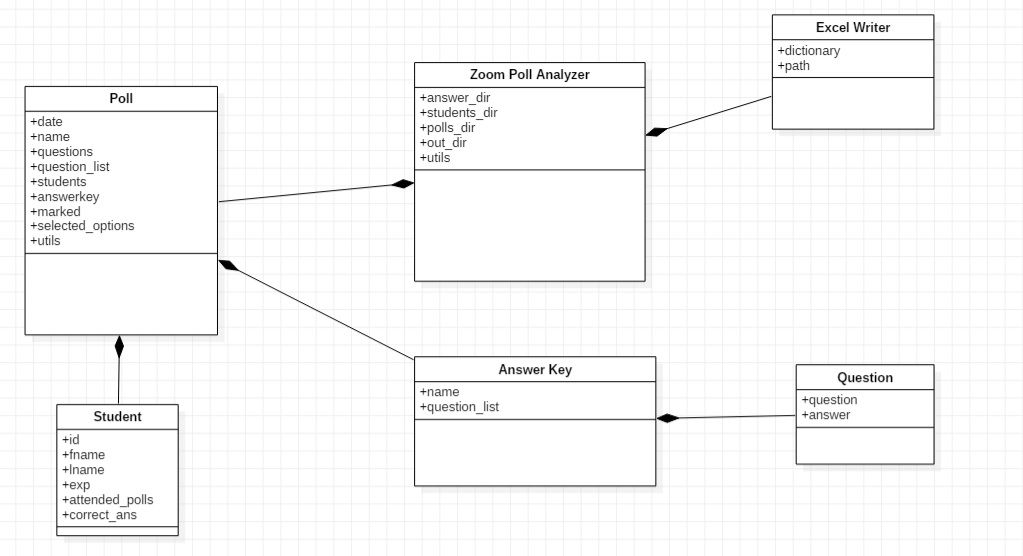 Poll
+date
+name
+questions
+question_list
+students
+answerkey
+marked
+selected_options
+utils
Zoom Poll Analyzer
+answer_dir
+students_dir
+polls_dir
+out_dir
+utils
Excel Writer
+dictionary
+path
Student
+id
+fname
+lname
+exp
+attended_polls
+correct_ans
Answer Key
+name
+question_list
Question
+question
+answer